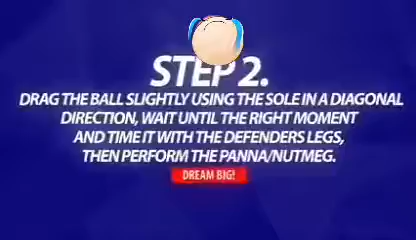 STEP 2.
DRAG THE BALL SLIGHTLY USING THE SOLE IN A DIAGONAL
DIRECTION, WAIT UNTIL THE RIGHT MOMENT
AND TIME IT WITH THE DEFENDERS LEGS,
THEN PERFORM THE PANNA/NUTMEG.
DREAM BIG!